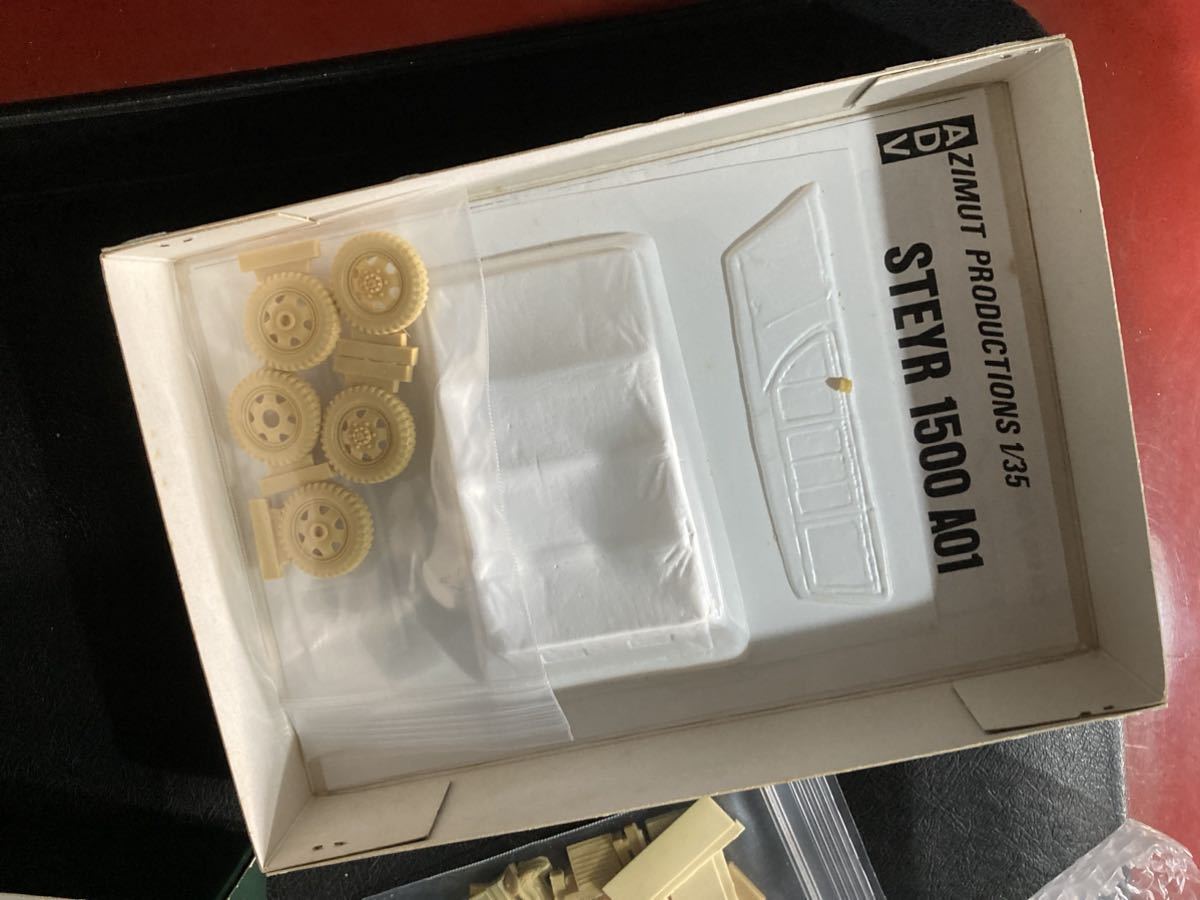 ADV
AZIMUT PRODUCTIONS 1/35
STEYR 1500 A01